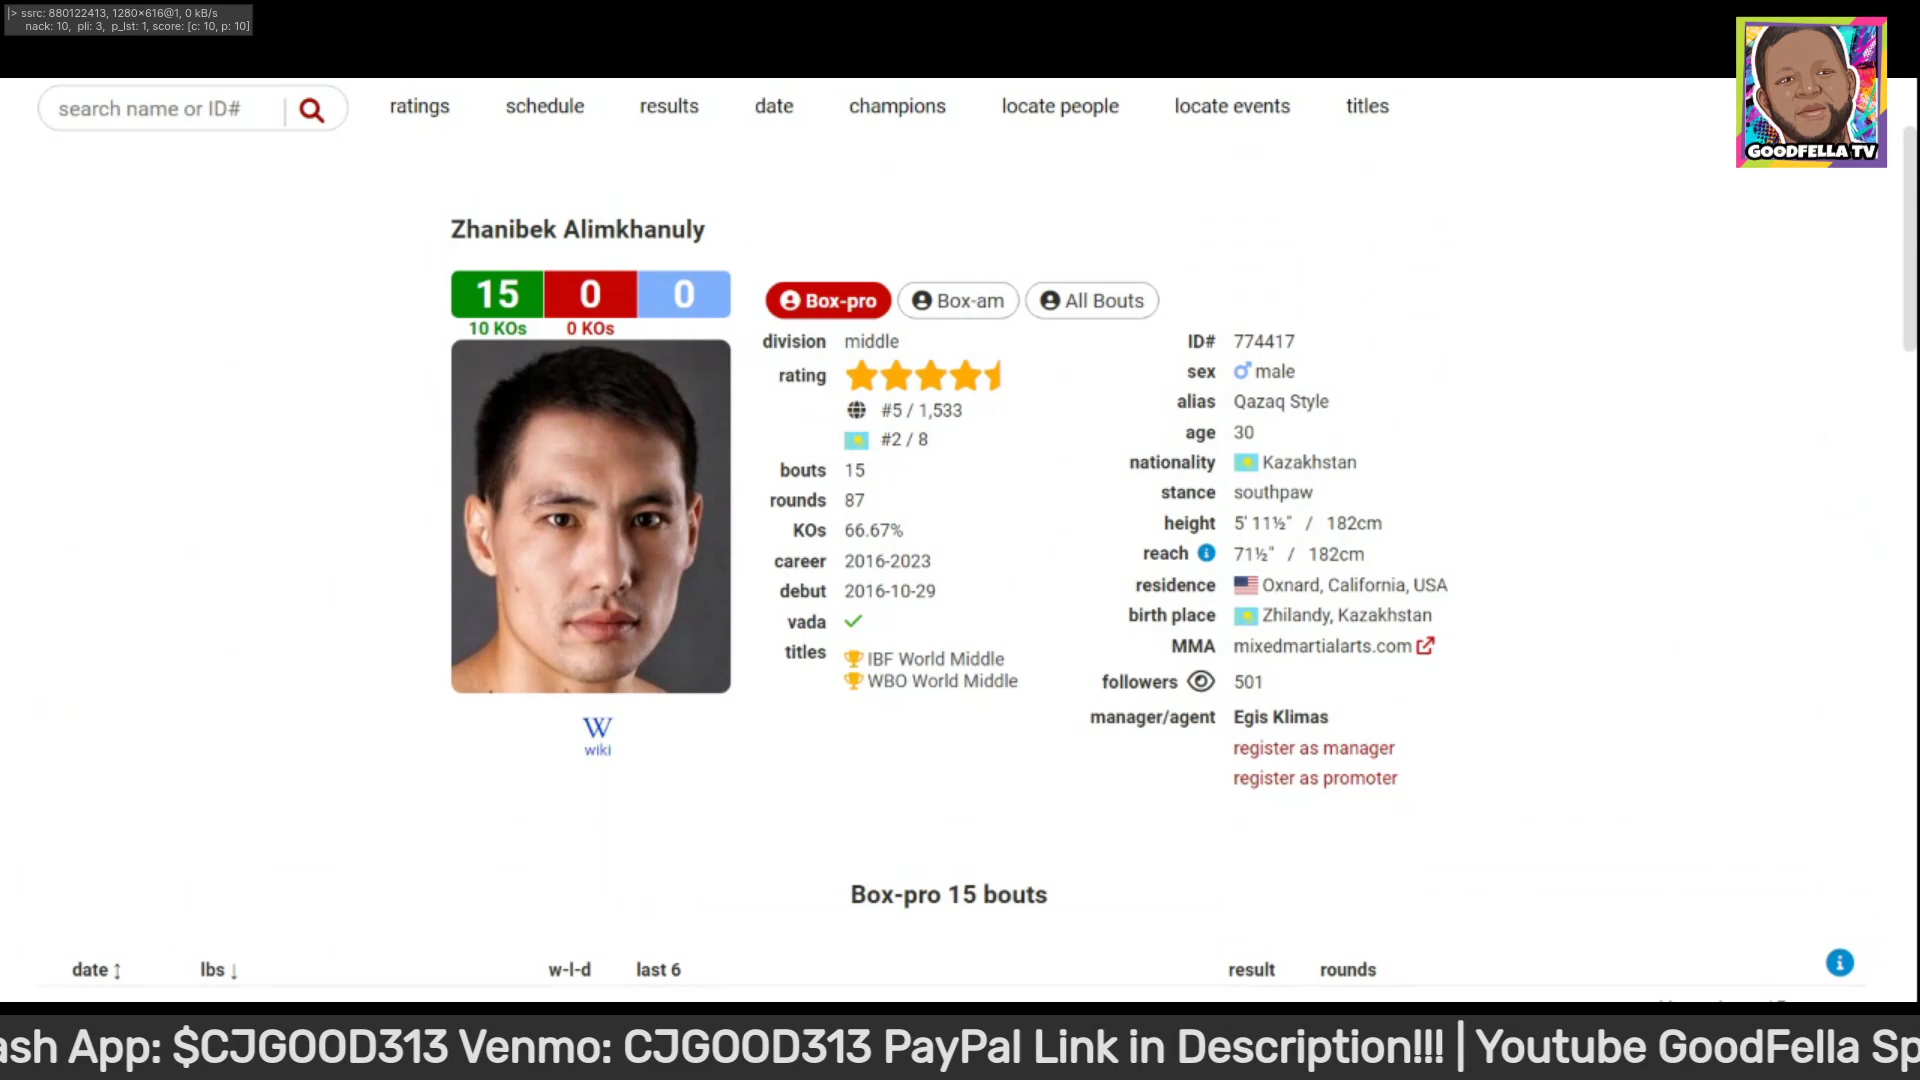 |> ssrc: 880122413, 1280×616@1, 0 kB/s
nack: 10, pli: 3, p_lst: 1, score: [c: 10, p: 10]
GOODFELLA TV
search name or ID#
ratings schedule results date champions locate people locate events titles
Zhanibek Alimkhanuly
15 0 0
10 KOs 0 KOs
Box-pro Box-am All Bouts
division middle
rating
#5 / 1,533
#2 / 8
bouts 15
rounds 87
KOs 66.67%
career 2016-2023
debut 2016-10-29
vada
titles IBF World Middle
WBO World Middle
ID# 774417
sex male
alias Qazaq Style
age 30
nationality Kazakhstan
stance southpaw
height 5' 11½" / 182cm
reach 71½" / 182cm
residence Oxnard, California, USA
birth place Zhilandy, Kazakhstan
MMA mixedmartialarts.com
followers 501
manager/agent Egis Klimas
register as manager
register as promoter
W
wiki
Box-pro 15 bouts
date lbs w-l-d last 6 result rounds
ash App: $CJGOOD313 Venmo: CJGOOD313 PayPal Link in Description!!! | Youtube GoodFella Sp